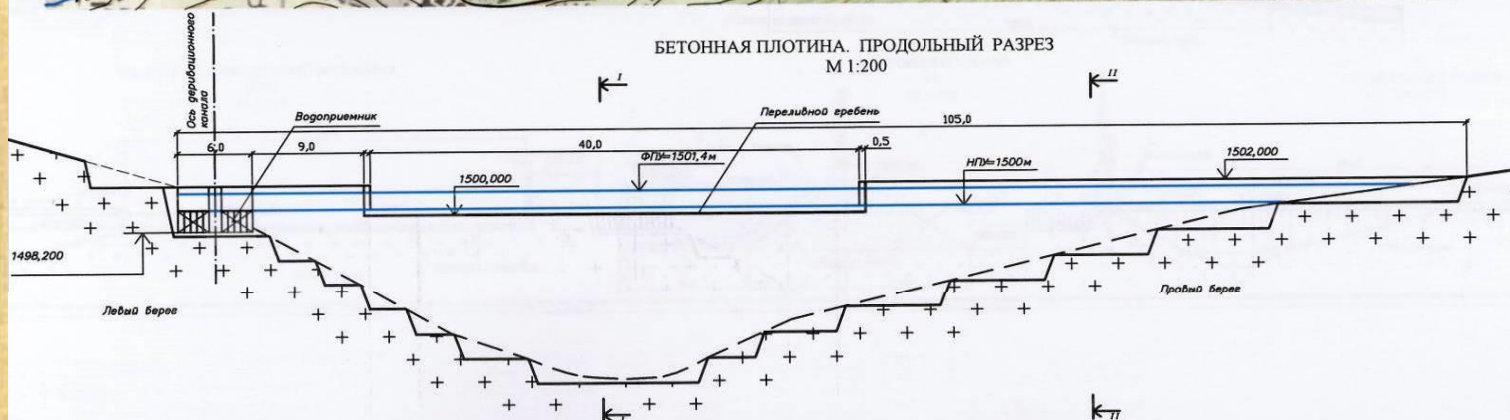 БЕТОННАЯ ПЛОТИНА. ПРОДОЛЬНЫЙ РАЗРЕЗ
М 1:200
Ось деривационного
канала
I
II
Водоприемник
Переливной гребень
105,0
6,0
9,0
40,0
0,5
ФПУ=1501,4м
НПУ=1500м
1502,000
1500,000
1498,200
Левый берег
Правый берег
I
II